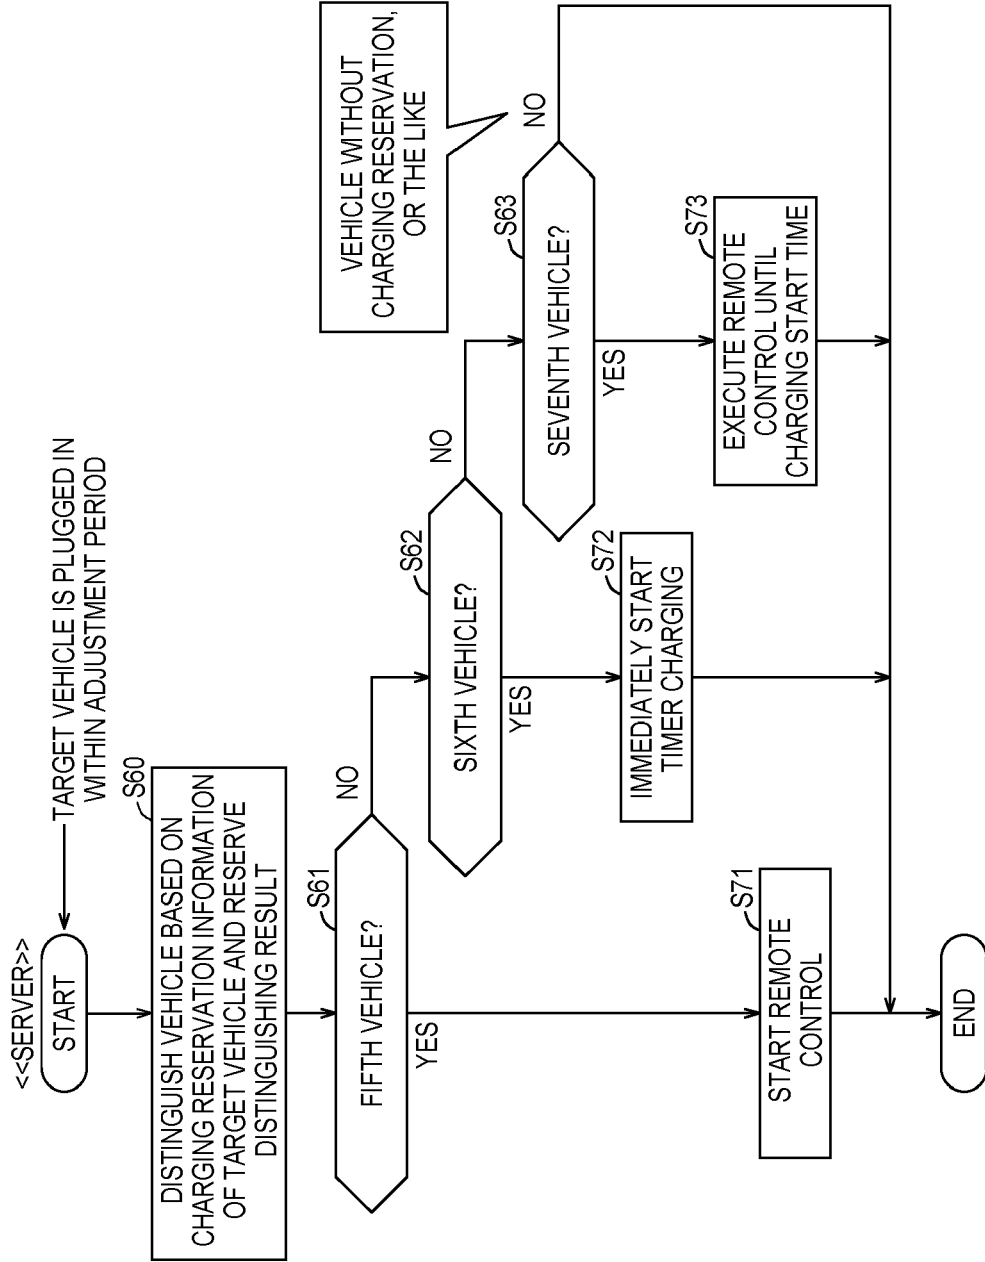 <<SERVER>>
START
TARGET VEHICLE IS PLUGGED IN
WITHIN ADJUSTMENT PERIOD
S60
DISTINGUISH VEHICLE BASED ON
CHARGING RESERVATION INFORMATION
OF TARGET VEHICLE AND RESERVE
DISTINGUISHING RESULT
S61
FIFTH VEHICLE?
NO
YES
S62
SIXTH VEHICLE?
NO
YES
VEHICLE WITHOUT
CHARGING RESERVATION,
OR THE LIKE
S63
SEVENTH VEHICLE?
NO
YES
S71
START REMOTE
CONTROL
S72
IMMEDIATELY START
TIMER CHARGING
S73
EXECUTE REMOTE
CONTROL UNTIL
CHARGING START TIME
END